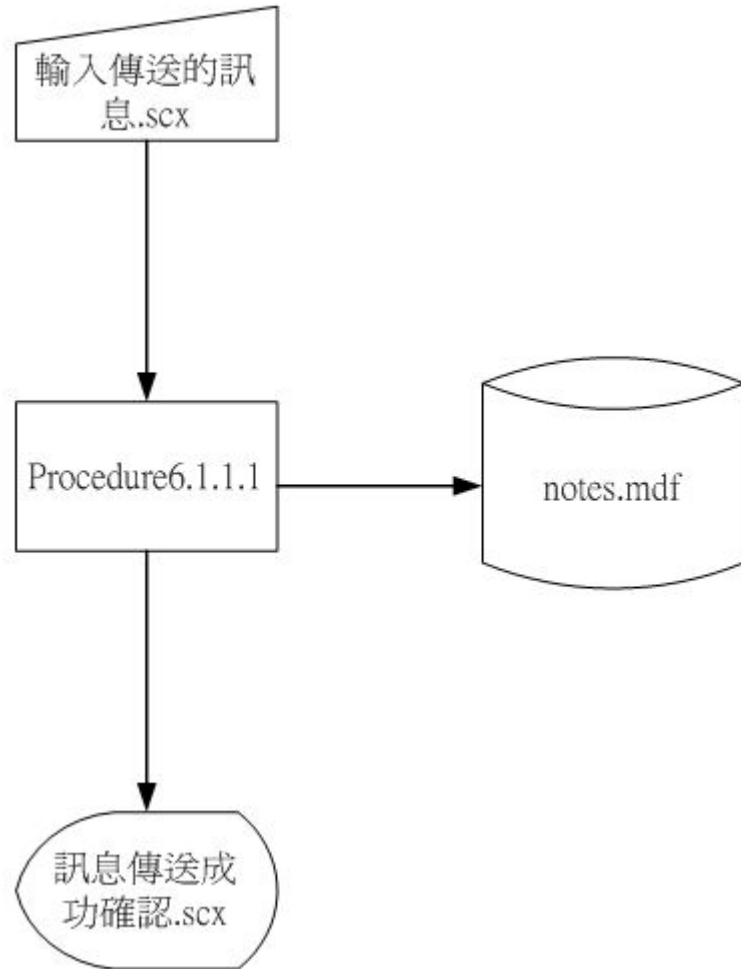 輸入傳送的訊
息.scx
Procedure6.1.1.1
notes.mdf
訊息傳送成
功確認.scx